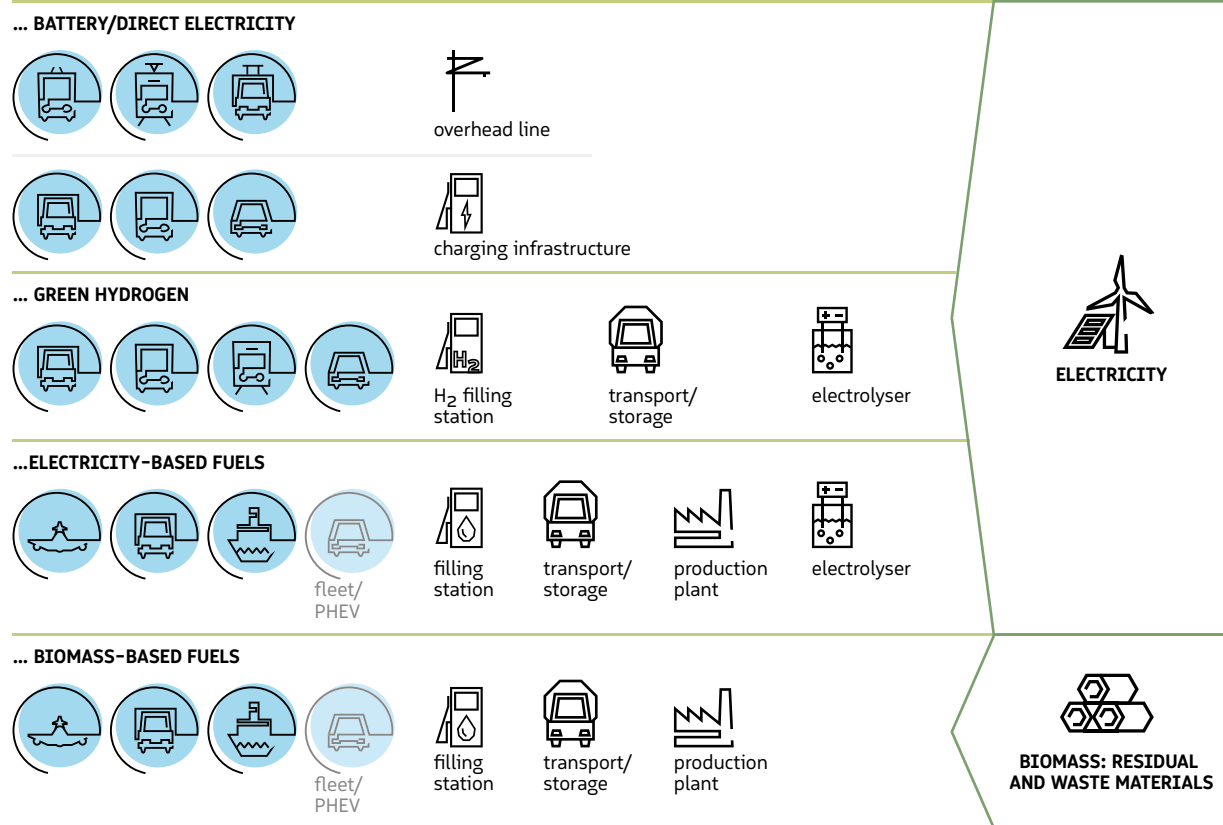 ... BATTERY/DIRECT ELECTRICITY
overhead line
charging infrastructure
... GREEN HYDROGEN
H2
H2 filling
station
transport/
storage
electrolyser
ELECTRICITY
...ELECTRICITY-BASED FUELS
fleet/
PHEV
filling
station
transport/
storage
production
plant
electrolyser
... BIOMASS-BASED FUELS
fleet/
PHEV
filling
station
transport/
storage
production
plant
BIOMASS: RESIDUAL
AND WASTE MATERIALS